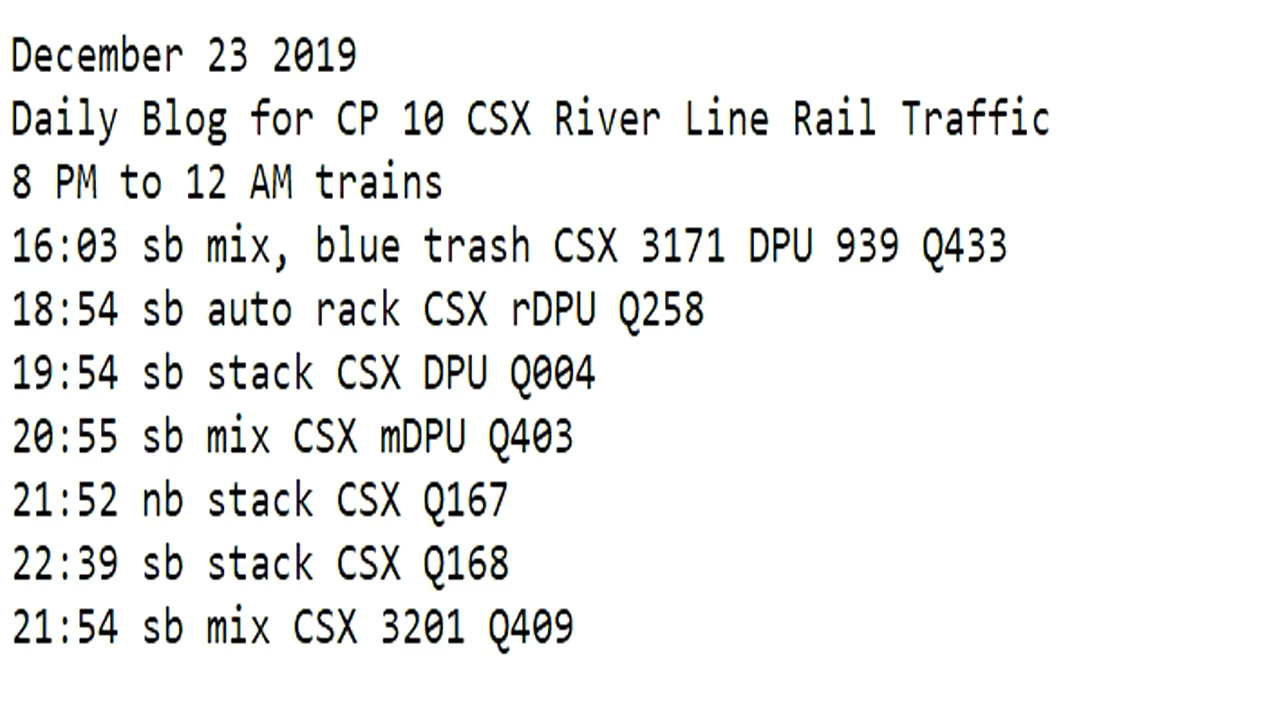 December 23 2019
Daily Blog for CP 10 CSX River Line Rail Traffic
8 PM to 12 AM trains
16:03 sb mix, blue trash CSX 3171 DPU 939 Q433
18:54 sb auto rack CSX rDPU Q258
19:54 sb stack CSX DPU Q004
20:55 sb mix CSX mDPU Q403
21:52 nb stack CSX Q167
22:39 sb stack CSX Q168
21:54 sb mix CSX 3201 Q409